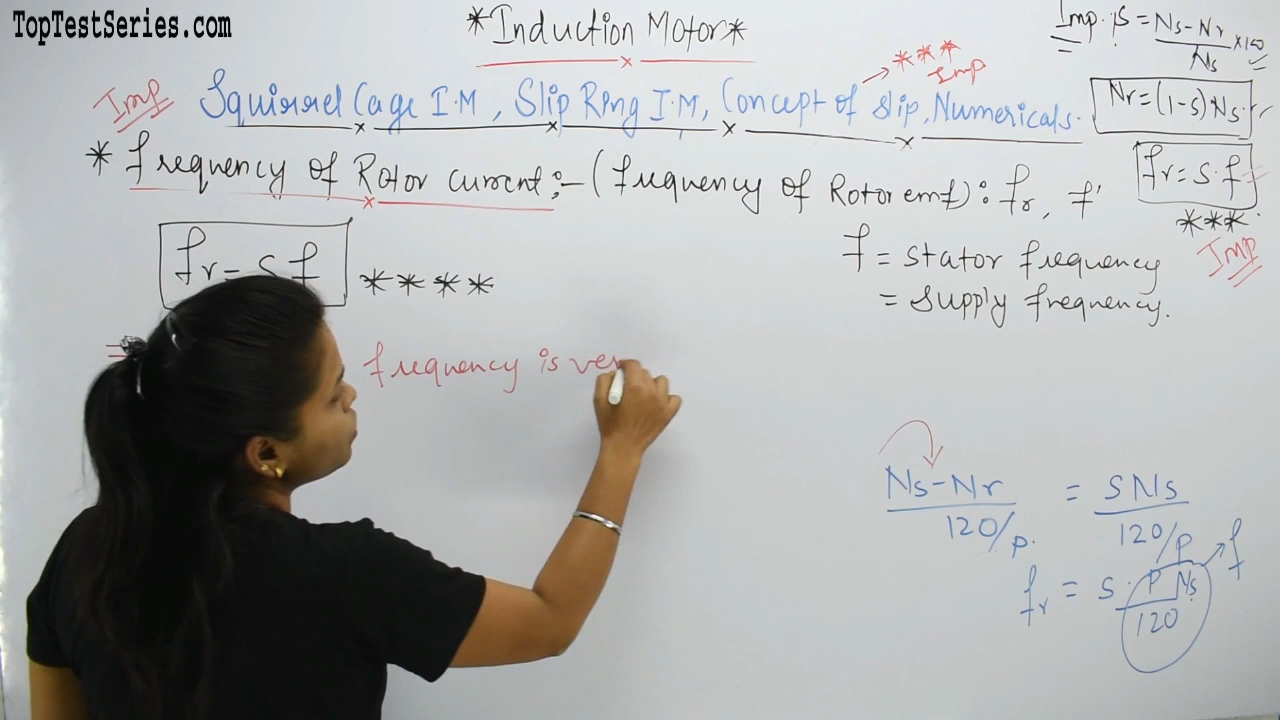 TopTestSeries.com
*Induction Motor*
Imp. S = Ns-Nr/Ns x100
Imp
***
Imp
Squirrel Cage I.M, Slip Ring I.M, Concept of slip, Numericals.
Nr=(1-s)Ns
* frequency of Rotor current:- (frequency of Rotor emf): fr, f'
fr=s.f
***
Imp
fr= s f ****
f = stator frequency
= supply frequency.
frequency is ver
Ns-Nr / 120/p. = SNs / 120/p
fr = s. P Ns / 120 f